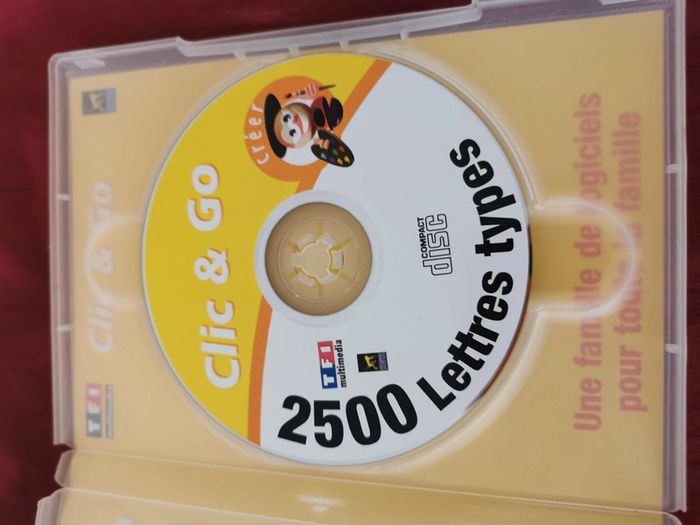 Clic & Go
créer
COMPACT
disc
TF1
multimedia
2500 Lettres types
Clic & Go
TF1
Une famille de logiciels
pour toute la famille